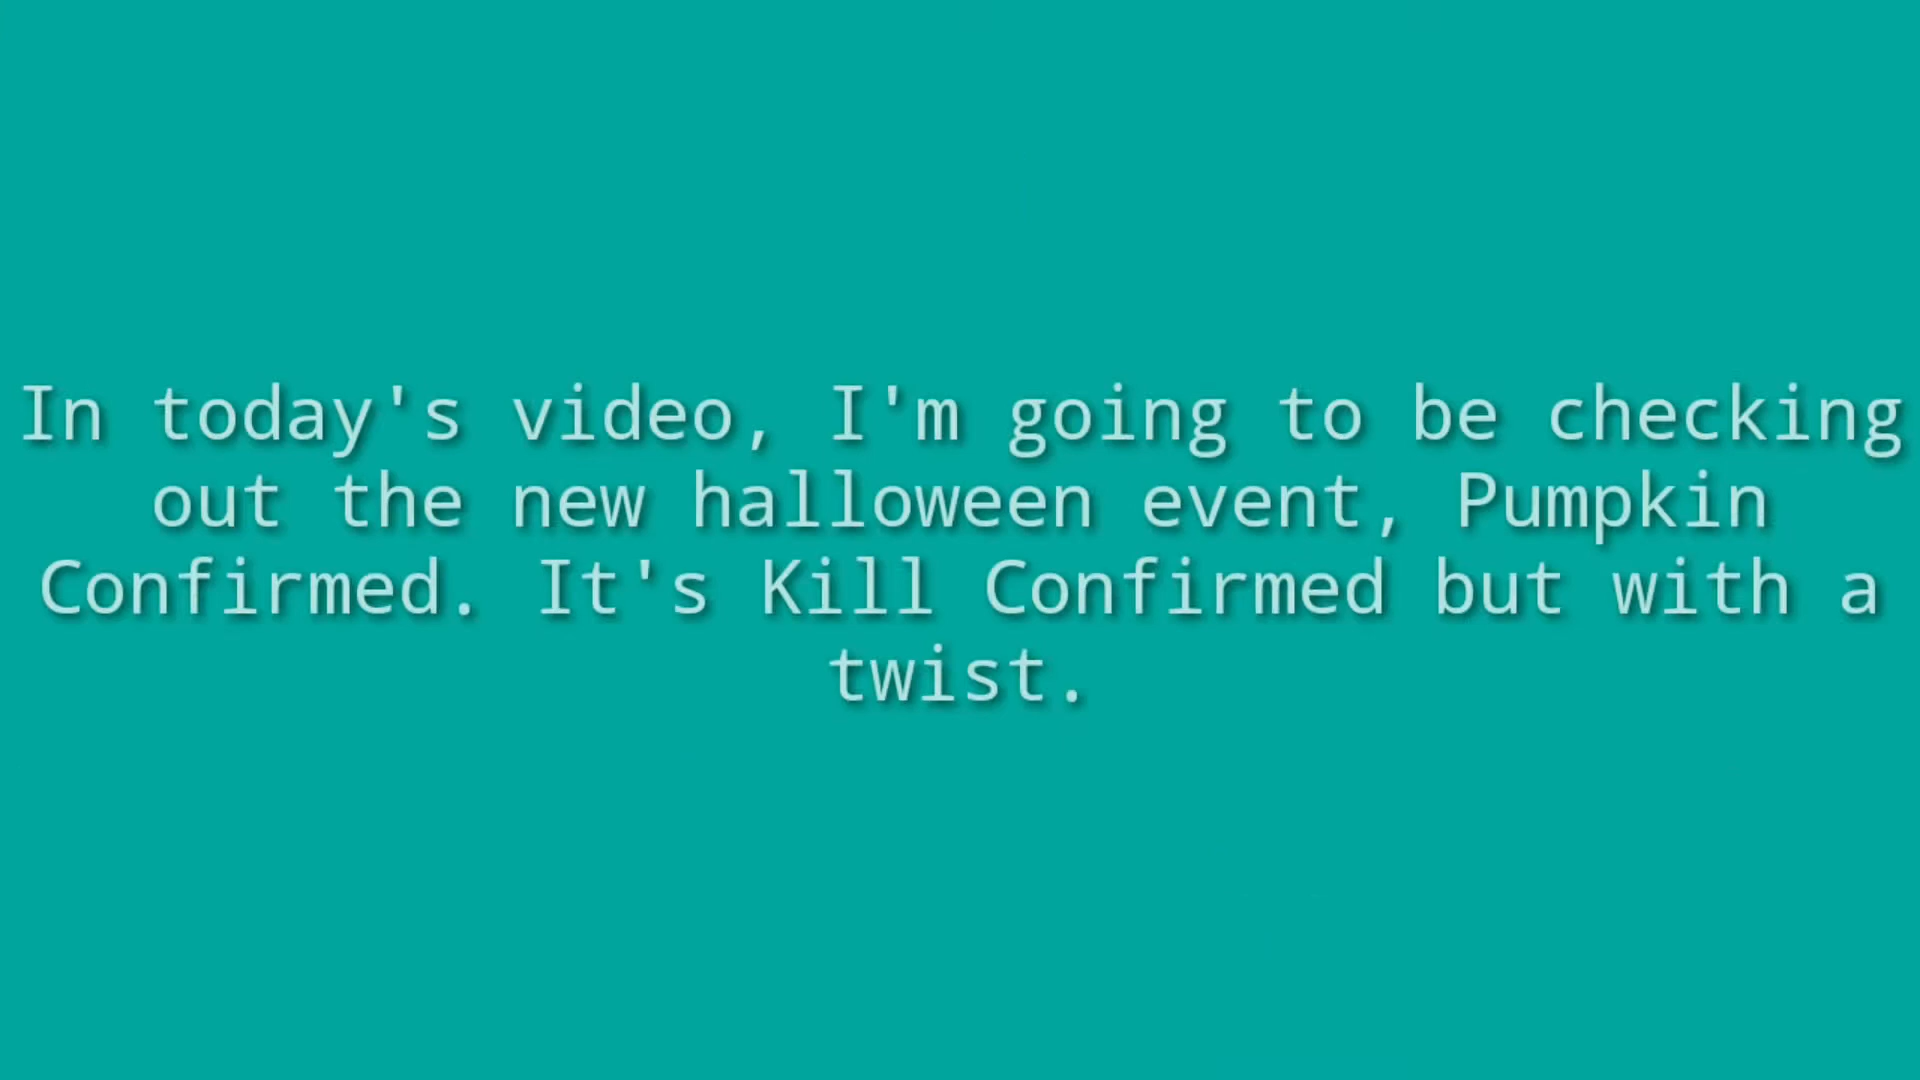 In today's video, I'm going to be checking
out the new halloween event, Pumpkin
Confirmed. It's Kill Confirmed but with a
twist.